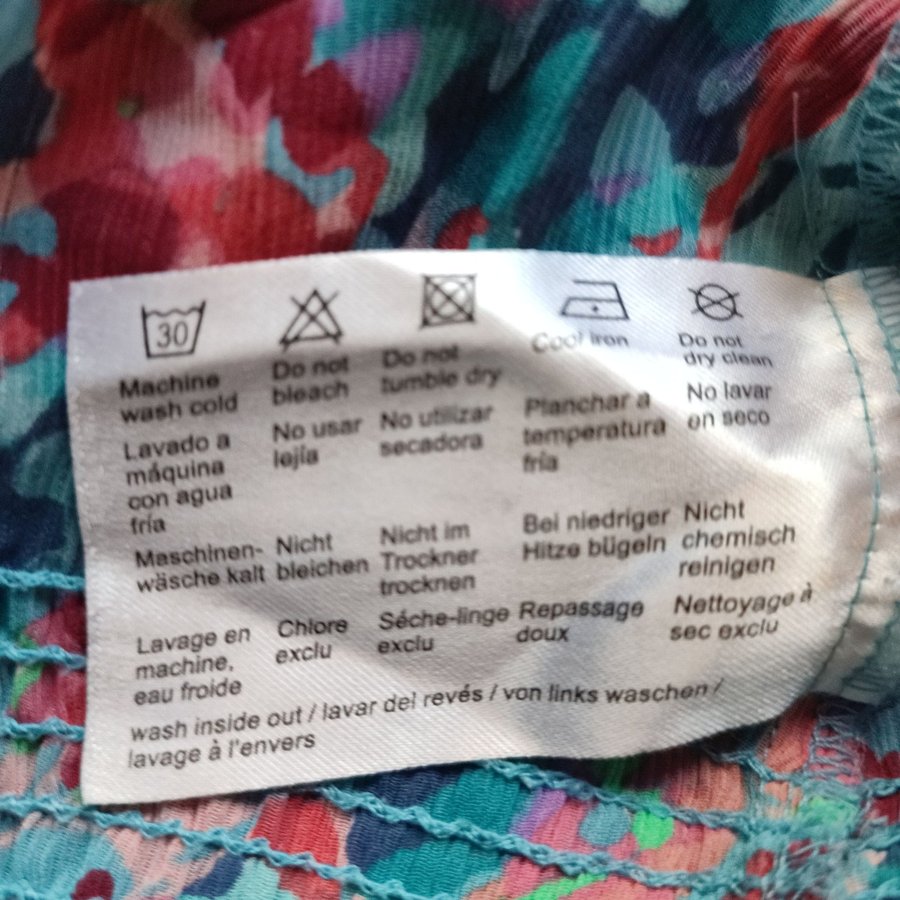 30
Machine
wash cold
Do not
bleach
Do not
tumble dry
Cool iron
Do not
dry clean
Lavado a
máquina
con agua
fría
No usar
lejía
No utilizar
secadora
Planchar a
temperatura
fría
No lavar
en seco
Maschinen-
wäsche kalt
Nicht
bleichen
Nicht im
Trockner
trocknen
Bei niedriger
Hitze bügeln
Nicht
chemisch
reinigen
Lavage en
machine,
eau froide
Chlore
exclu
Séche-linge
exclu
Repassage
doux
Nettoyage à
sec exclu
wash inside out / lavar del revés / von links waschen /
lavage à l'envers